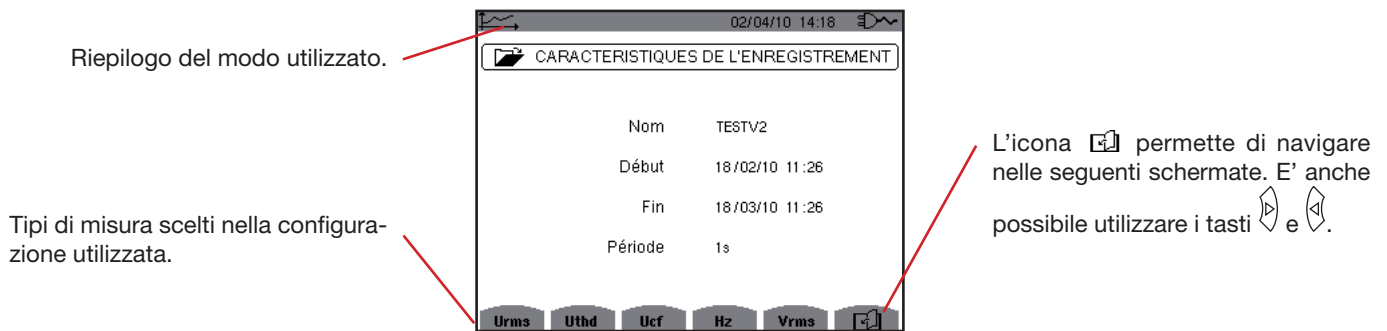 02/04/10 14:18
Riepilogo del modo utilizzato.
CARACTERISTIQUES DE L'ENREGISTREMENT
Nom TESTV2
Début 18/02/10 11:26
Fin 18/03/10 11:26
Période 1s
L'icona permette di navigare
nelle seguenti schermate. E' anche
possibile utilizzare i tasti e .
Tipi di misura scelti nella configura-
zione utilizzata.
Urms Uthd Ucf Hz Vrms